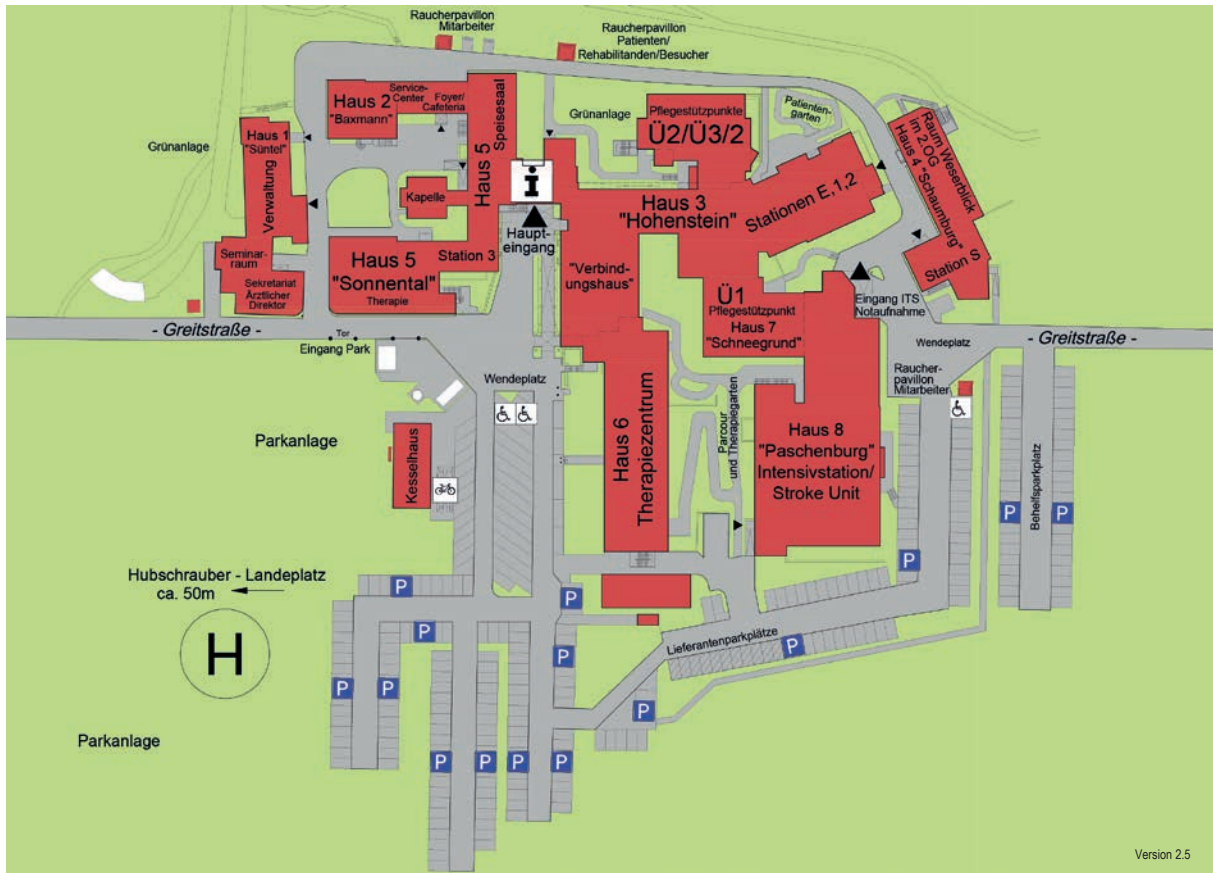 Raucherpavillon
Mitarbeiter
Raucherpavillon
Patienten/
Rehabilitanden/Besucher
Haus 2
"Baxmann"
Service-
Center
Foyer/
Cafeteria
Speisesaal
Haus 5
Grünanlage
Pflegestützpunkte
Ü2/Ü3/2
Patienten-
garten
Raum Weserblick
im 2.OG
Haus 4 "Schaumburg"
Station S
Haus 1
"Süntel"
Grünanlage
Verwaltung
Kapelle
i
Haupt-
eingang
Haus 3
"Hohenstein"
Stationen E,1,2
Seminar-
raum
Sekretariat
Ärztlicher
Direktor
Haus 5
"Sonnental"
Therapie
Station 3
"Verbind-
ungshaus"
Ü1
Pflegestützpunkt
Haus 7
"Schneegrund"
Eingang ITS
Notaufnahme
- Greitstraße -
Tor
Eingang Park
Wendeplatz
- Greitstraße -
Wendeplatz
Raucher-
pavillon
Mitarbeiter
Parkanlage
Kesselhaus
Haus 6
Therapiezentrum
Parcour
und Therapiegarten
Haus 8
"Paschenburg"
Intensivstation/
Stroke Unit
Behelfsparkplatz
P
P
P
Hubschrauber - Landeplatz
ca. 50m
H
P
P
P
P
Lieferantenparkplätze
P
P
P
P
P
P
P
P
P
Parkanlage
Version 2.5